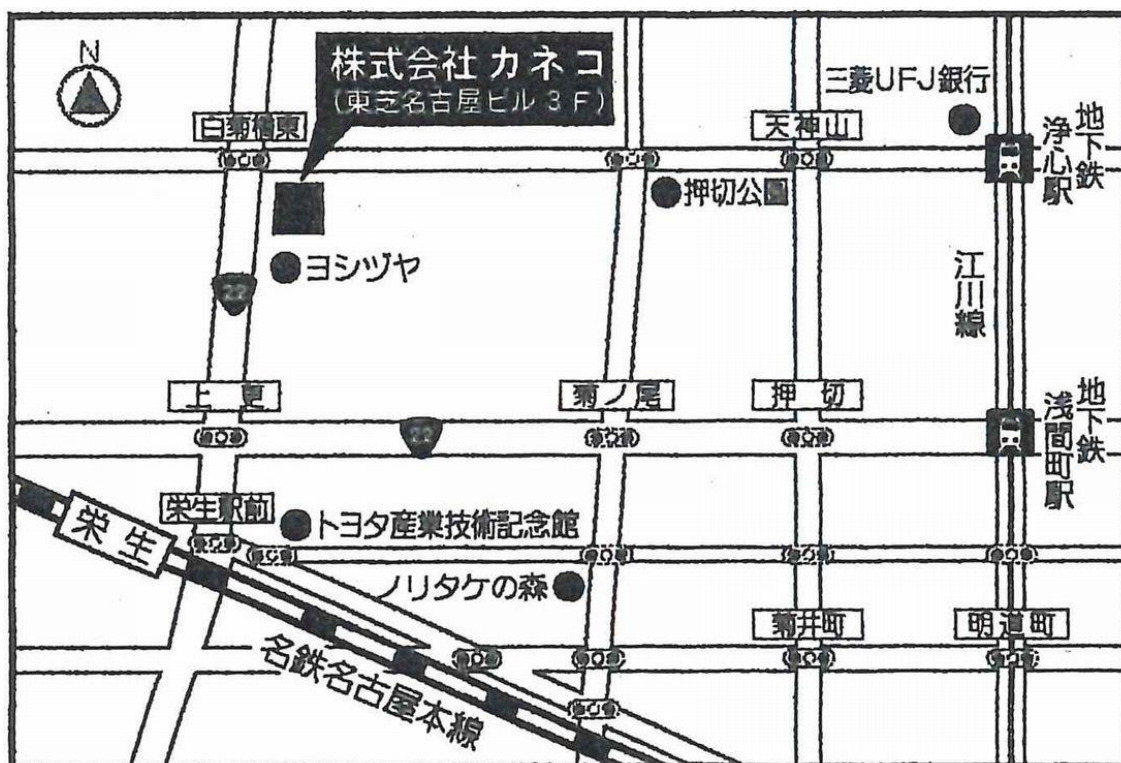 N
株式会社 カネコ
(東芝名古屋ビル3F)
三菱UFJ銀行
白菊橋東
天神山
地下鉄
浄心駅
押切公園
ヨシヅヤ
22
江川線
上更
菊ノ尾
押切
地下鉄
浅間町駅
22
栄生駅前
トヨタ産業技術記念館
栄生
ノリタケの森
菊井町
明道町
名鉄名古屋本線